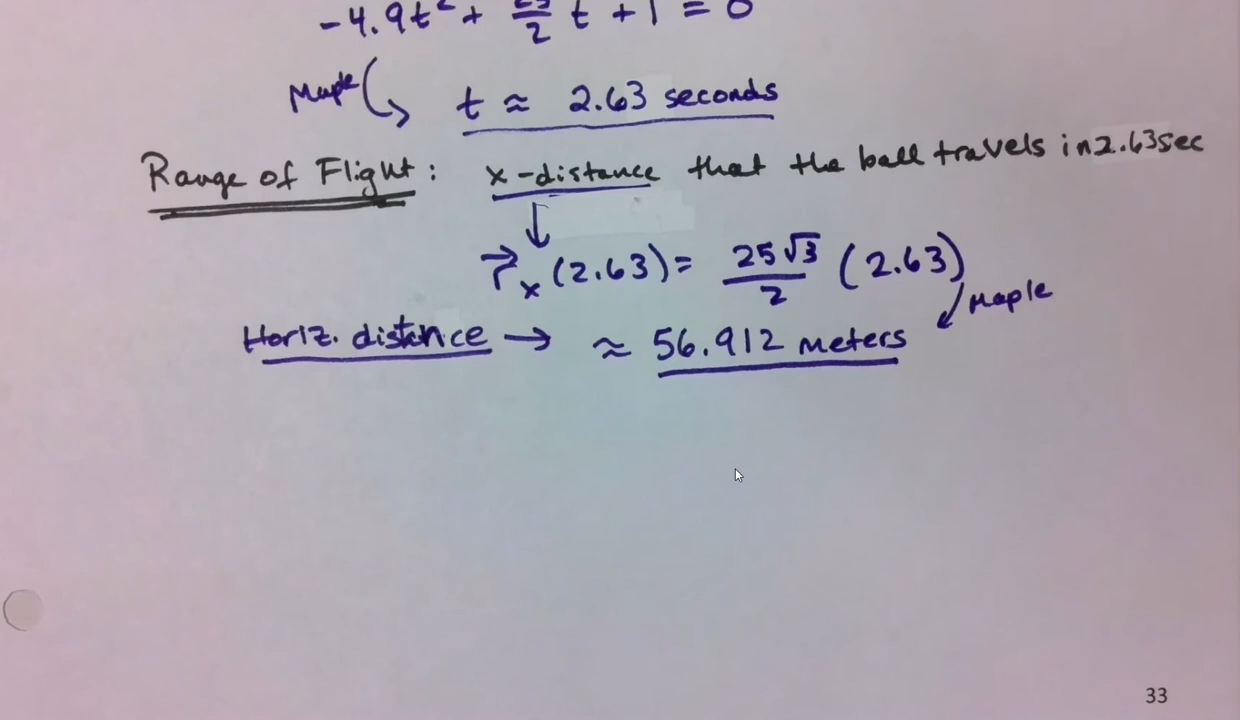 -4.9t² + 25/2 t + 1 = 0
Maple t ≈ 2.63 seconds
Range of Flight: x-distance that the ball travels in 2.63sec
r⃗ₓ(2.63) = 25√3/2 (2.63)
Maple
Horiz. distance → ≈ 56.912 meters
33